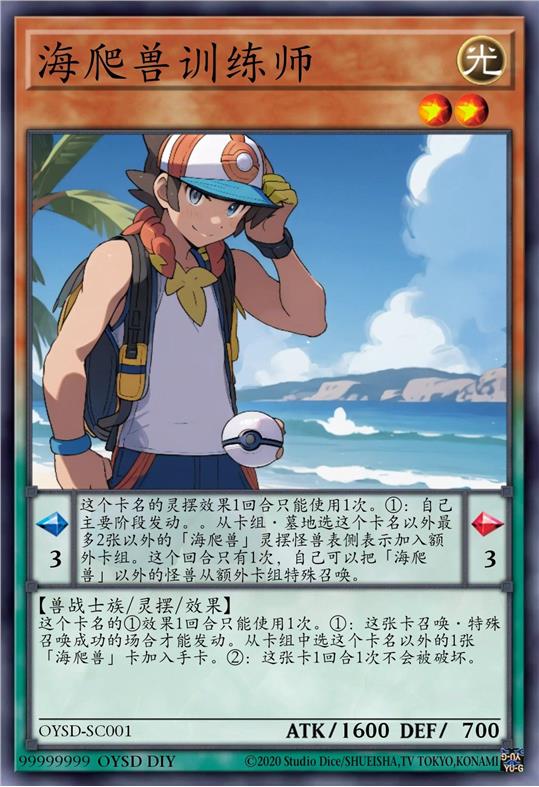 海爬兽训练师
光
这个卡名的灵摆效果1回合只能使用1次。①：自己
主要阶段发动。。从卡组·墓地选这个卡名以外最
多2张以外的「海爬兽」灵摆怪兽表側表示加入额
外卡组。这个回合只有1次，自己可以把「海爬
兽」以外的怪兽从额外卡组特殊召唤。
3
3
【兽战士族/灵摆/效果】
这个卡名的①效果1回合只能使用1次。①：这张卡召唤·特殊
召唤成功的场合才能发动。从卡组中选这个卡名以外的1张
「海爬兽」卡加入手卡。②：这张卡1回合1次不会被破坏。
OYSD-SC001
ATK/1600 DEF/ 700
99999999 OYSD DIY
©2020 Studio Dice/SHUEISHA,TV TOKYO,KONAMI